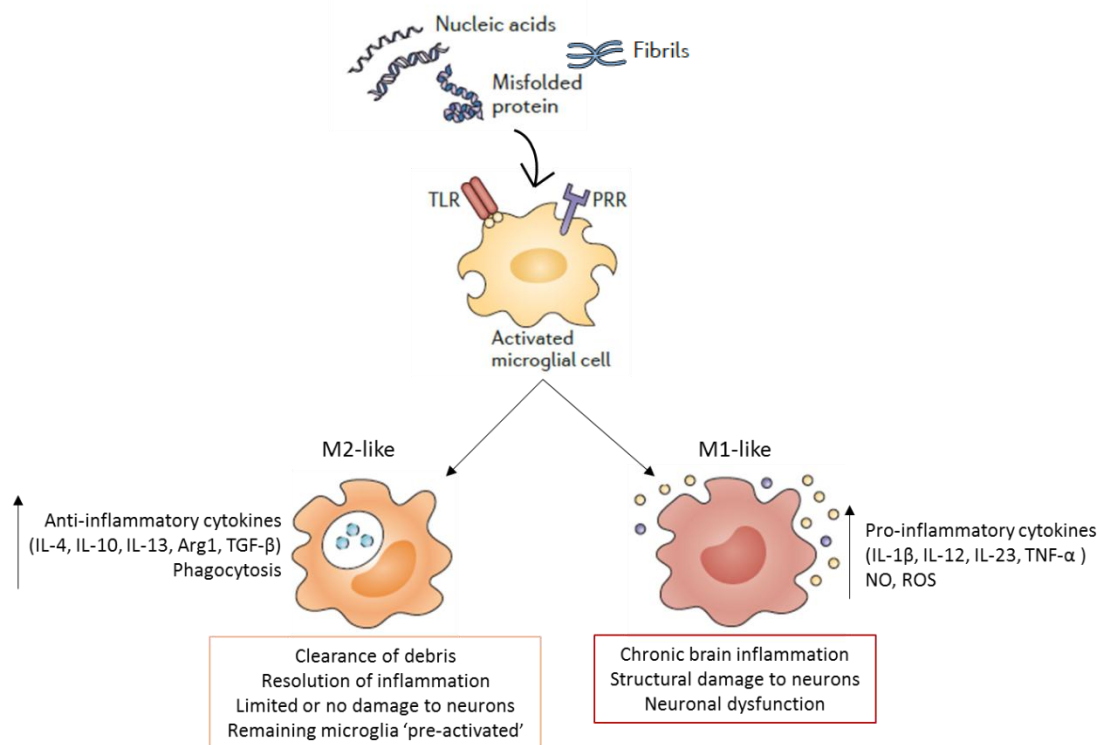 Nucleic acids
Fibrils
Misfolded
protein
TLR
PRR
Activated
microglial cell
M2-like
M1-like
Anti-inflammatory cytokines
(IL-4, IL-10, IL-13, Arg1, TGF-β)
Phagocytosis
Pro-inflammatory cytokines
(IL-1β, IL-12, IL-23, TNF-α )
NO, ROS
Clearance of debris
Resolution of inflammation
Limited or no damage to neurons
Remaining microglia ‘pre-activated’
Chronic brain inflammation
Structural damage to neurons
Neuronal dysfunction